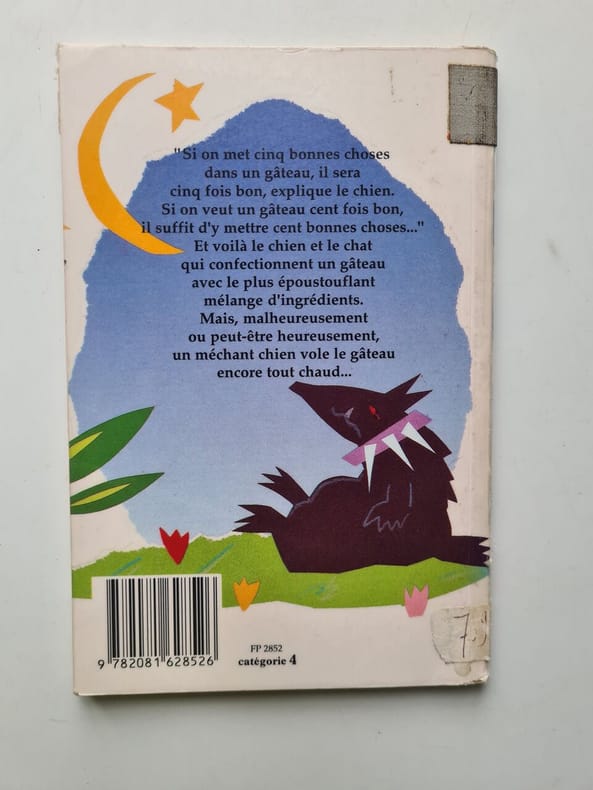 "Si on met cinq bonnes choses
dans un gâteau, il sera
cinq fois bon, explique le chien.
Si on veut un gâteau cent fois bon,
il suffit d'y mettre cent bonnes choses..."
Et voilà le chien et le chat
qui confectionnent un gâteau
avec le plus époustouflant
mélange d'ingrédients.
Mais, malheureusement
ou peut-être heureusement,
un méchant chien vole le gâteau
encore tout chaud...
FP 2852
catégorie 4
9 782081 628526